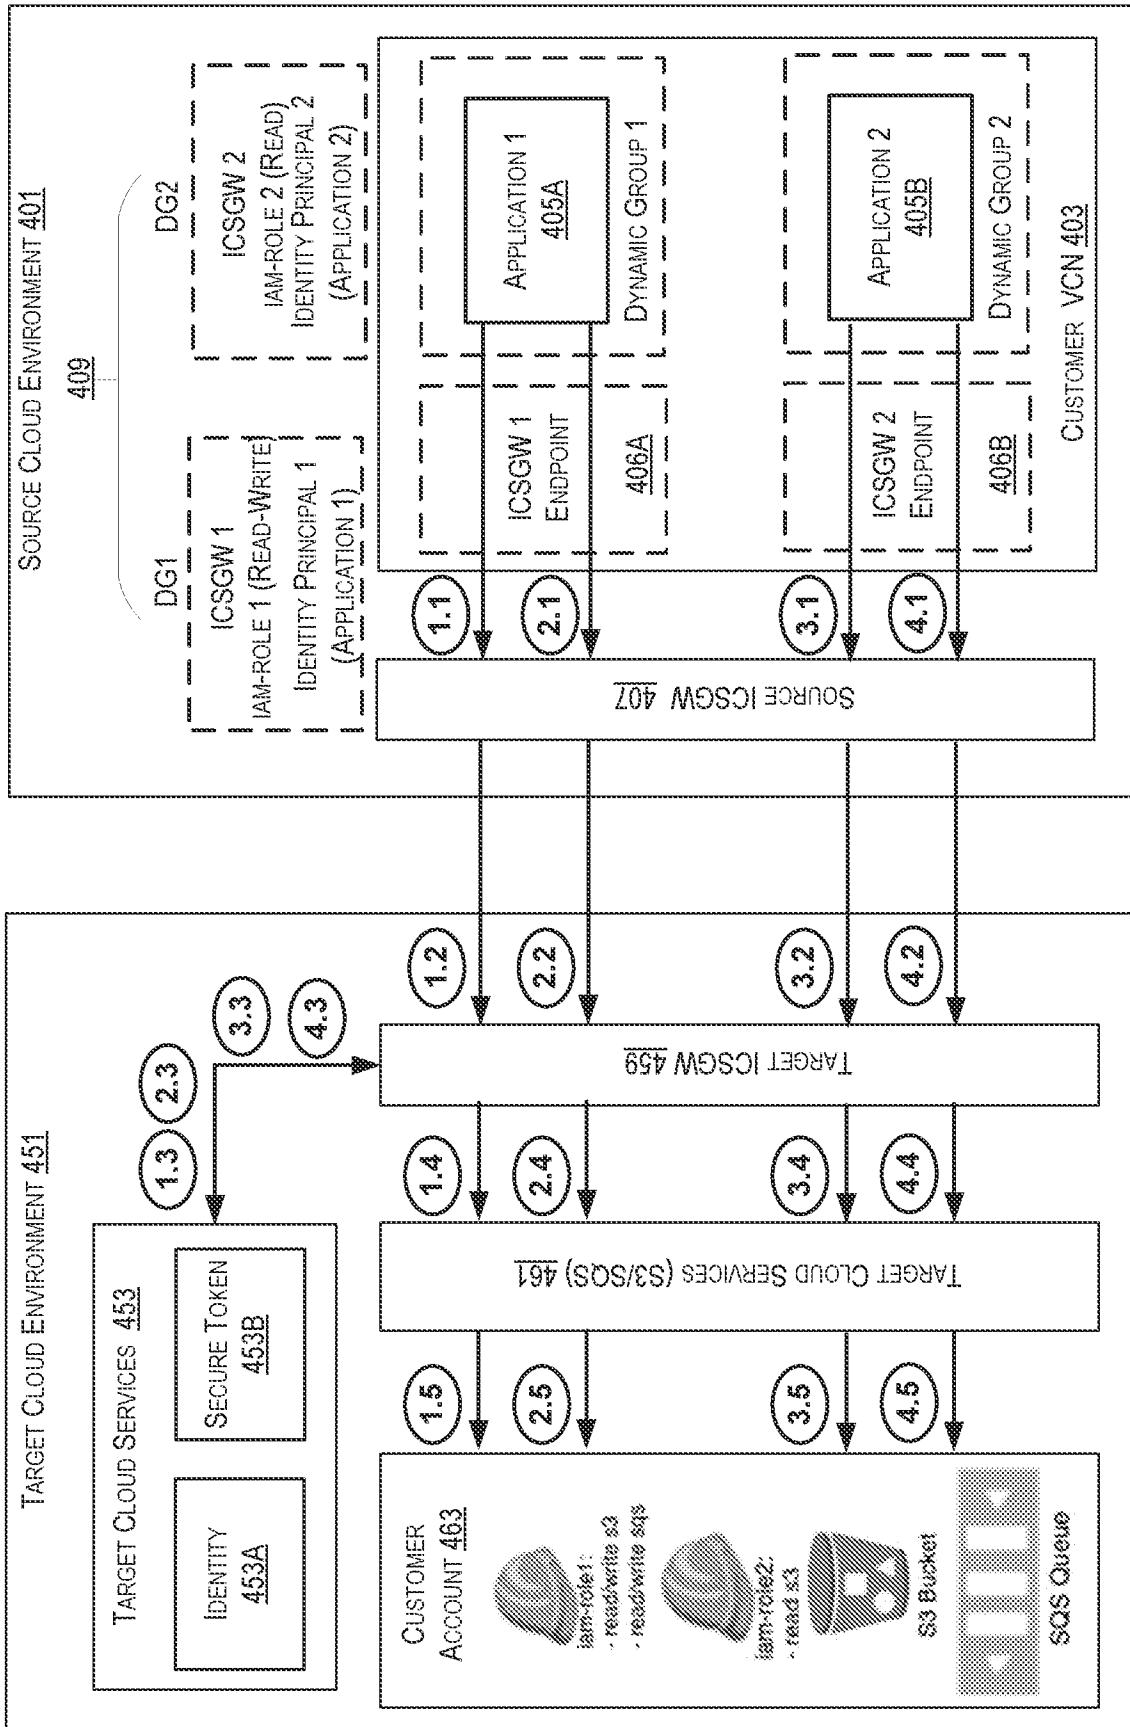 SOURCE CLOUD ENVIRONMENT 401
409
DG1
ICSGW 1
IAM-ROLE 1 (READ-WRITE)
IDENTITY PRINCIPAL 1
(APPLICATION 1)
DG2
ICSGW 2
IAM-ROLE 2 (READ)
IDENTITY PRINCIPAL 2
(APPLICATION 2)
APPLICATION 1
405A
DYNAMIC GROUP 1
ICSGW 1
ENDPOINT
406A
APPLICATION 2
405B
DYNAMIC GROUP 2
ICSGW 2
ENDPOINT
406B
CUSTOMER VCN 403
1.1
2.1
3.1
4.1
SOURCE ICSGW 407
TARGET CLOUD ENVIRONMENT 451
TARGET CLOUD SERVICES 453
IDENTITY
453A
SECURE TOKEN
453B
1.3
2.3
3.3
4.3
1.2
2.2
3.2
4.2
TARGET ICSGW 459
1.4
2.4
3.4
4.4
TARGET CLOUD SERVICES (S3/SQS) 461
1.5
2.5
3.5
4.5
CUSTOMER
ACCOUNT 463
iam-role1:
- read/write s3
- read/write sqs
iam-role2:
- read s3
S3 Bucket
SQS Queue